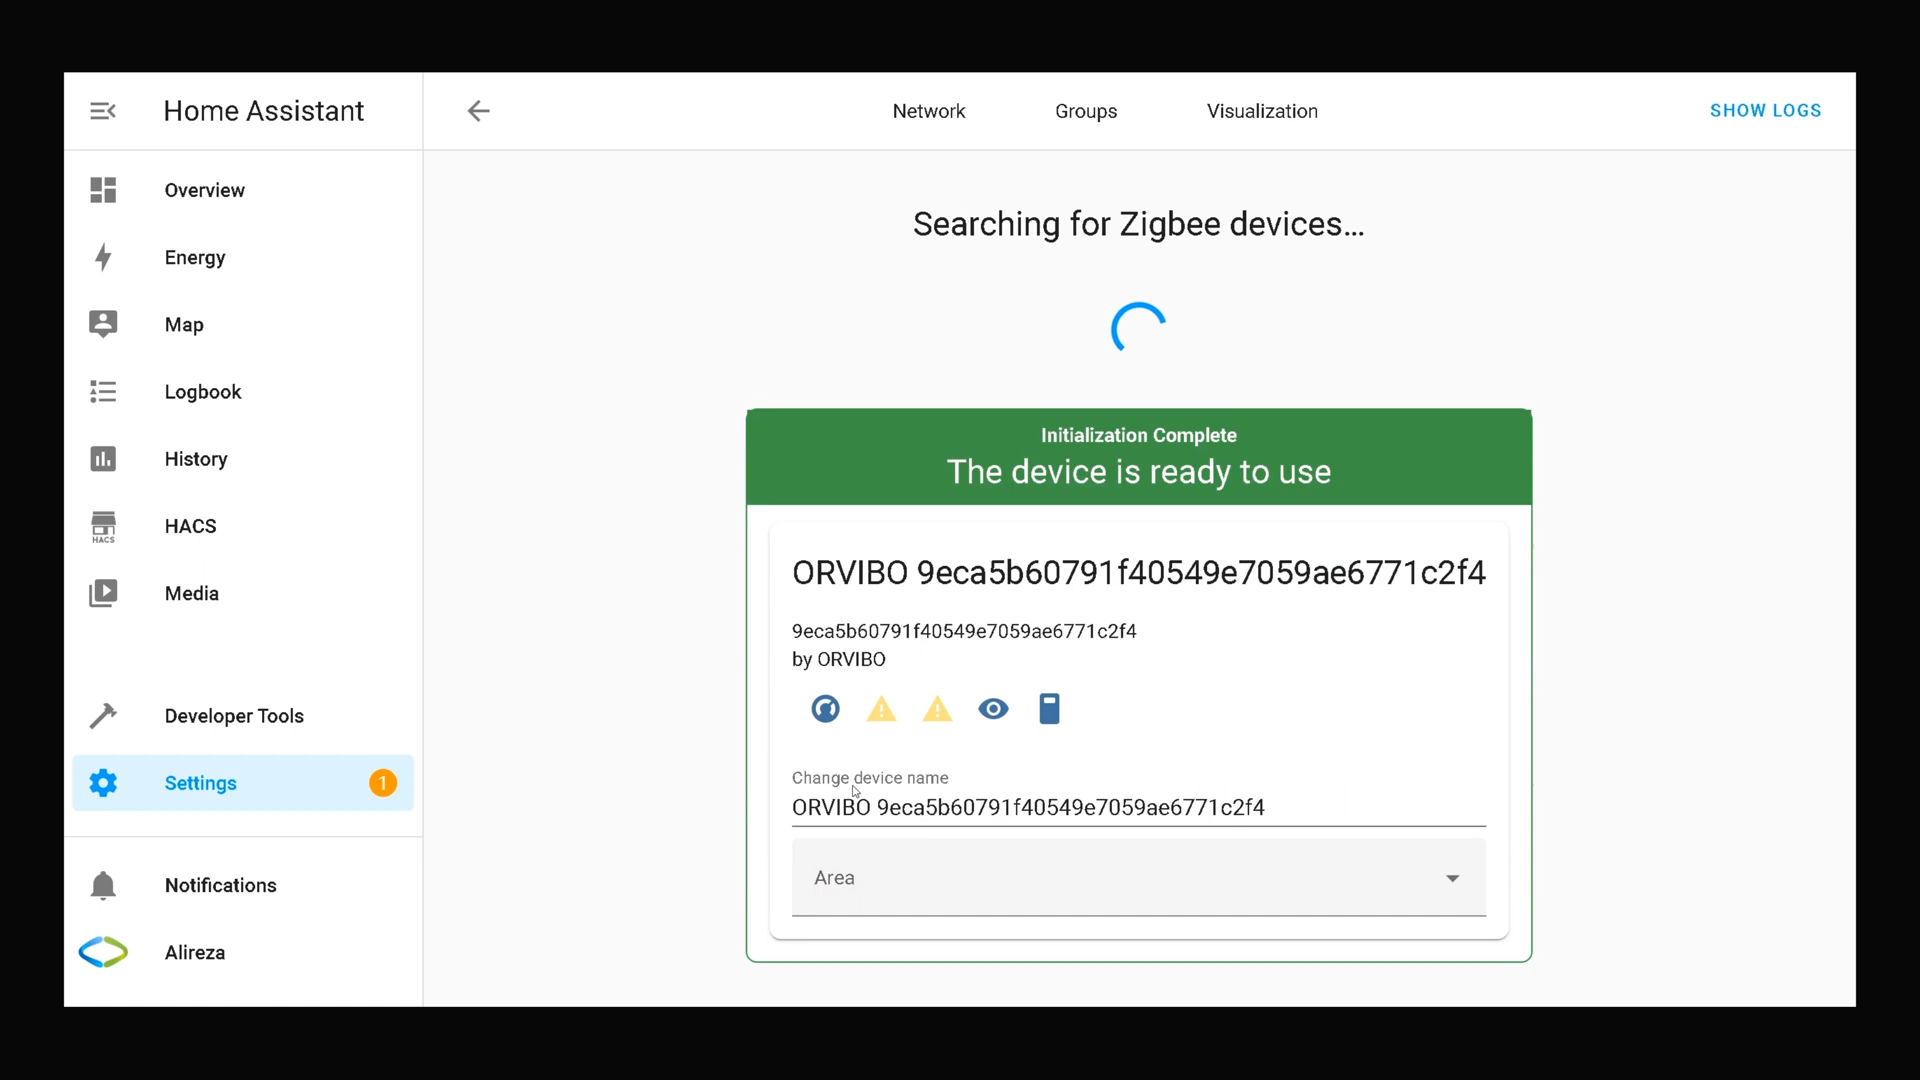 Home Assistant
Network
Groups
Visualization
SHOW LOGS
Overview
Energy
Map
Logbook
History
HACS
HACS
Media
Developer Tools
Settings
1
Notifications
Alireza
Searching for Zigbee devices...
Initialization Complete
The device is ready to use
ORVIBO 9eca5b60791f40549e7059ae6771c2f4
9eca5b60791f40549e7059ae6771c2f4
by ORVIBO
Change device name
ORVIBO 9eca5b60791f40549e7059ae6771c2f4
Area